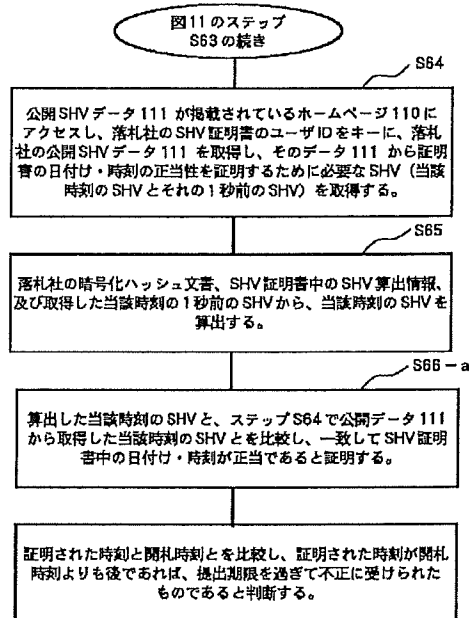 図11のステップ
S63の続き
S64
公開SHVデータ111が掲載されているホームページ110に
アクセスし、落札社のSHV証明書のユーザIDをキーに、落札
社の公開SHVデータ111を取得し、そのデータ111から証明
書の日付け・時刻の正当性を証明するために必要なSHV（当該
時刻のSHVとそれの1秒前のSHV）を取得する。
S65
落札社の暗号化ハッシュ文書、SHV証明書中のSHV算出情報、
及び取得した当該時刻の1秒前のSHVから、当該時刻のSHVを
算出する。
S66－a
算出した当該時刻のSHVと、ステップS64で公開データ111
から取得した当該時刻のSHVとを比較し、一致してSHV証明
書中の日付け・時刻が正当であると証明する。
証明された時刻と開札時刻とを比較し、証明された時刻が開札
時刻よりも後であれば、提出期限を過ぎて不正に受けられた
ものであると判断する。